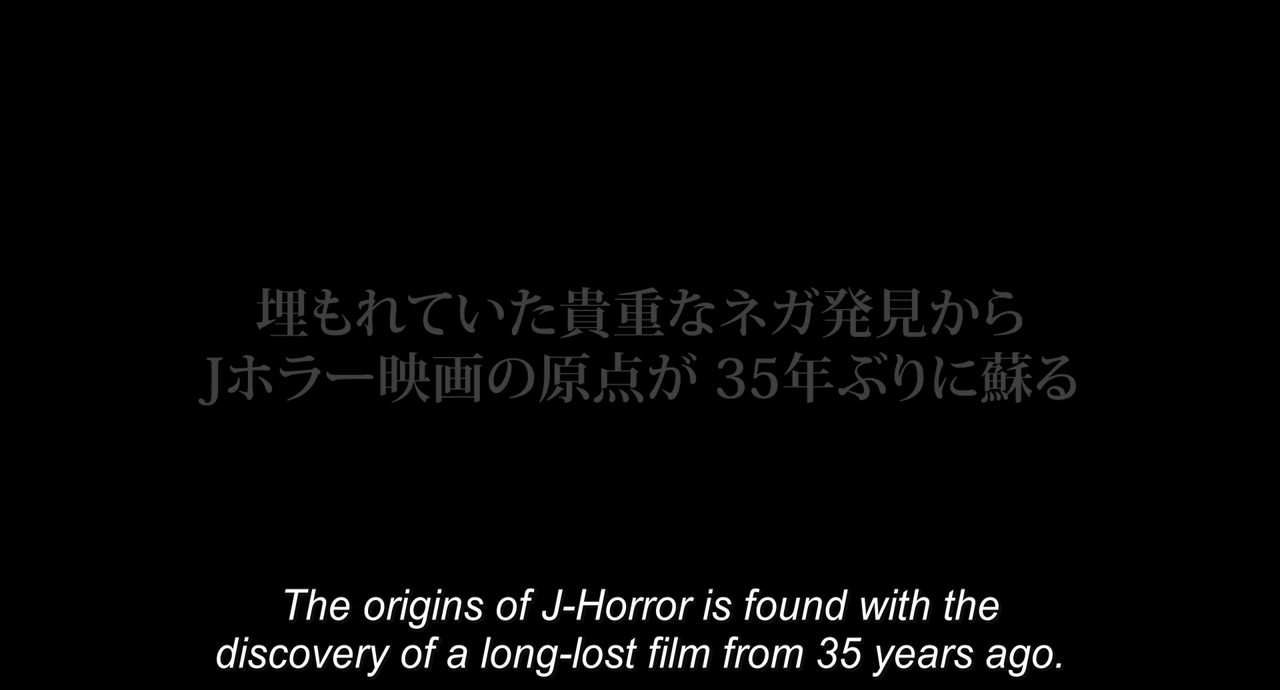 埋もれていた貴重なネガ発見から
Jホラー映画の原点が 35年ぶりに蘇る
The origins of J-Horror is found with the
discovery of a long-lost film from 35 years ago.